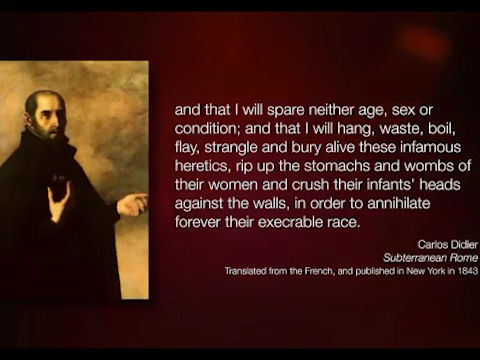 and that I will spare neither age, sex or
condition; and that I will hang, waste, boil,
flay, strangle and bury alive these infamous
heretics, rip up the stomachs and wombs of
their women and crush their infants' heads
against the walls, in order to annihilate
forever their execrable race.
Carlos Didier
Subterranean Rome
Translated from the French, and published in New York in 1843